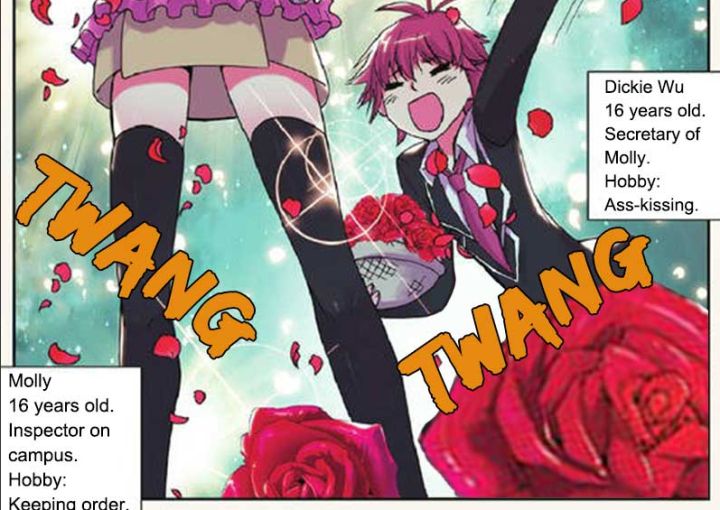 Dickie Wu
16 years old.
Secretary of
Molly.
Hobby:
Ass-kissing.
TWANG
TWANG
Molly
16 years old.
Inspector on
campus.
Hobby:
Keeping order.